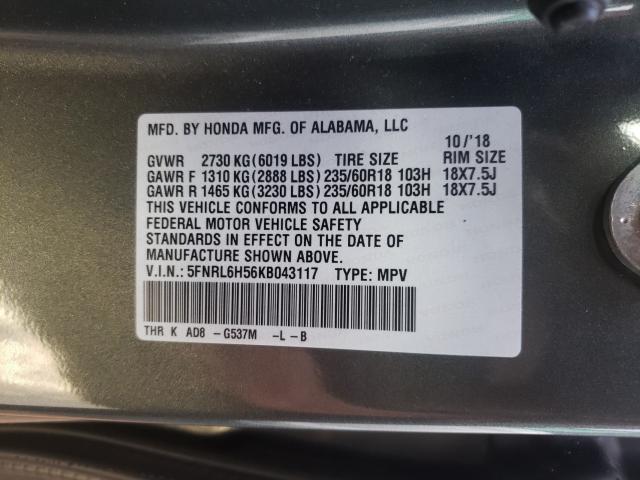 MFD. BY HONDA MFG. OF ALABAMA, LLC
10/'18
GVWR 2730 KG(6019 LBS) TIRE SIZE RIM SIZE
GAWR F 1310 KG(2888 LBS) 235/60R18 103H 18X7.5J
GAWR R 1465 KG(3230 LBS) 235/60R18 103H 18X7.5J
THIS VEHICLE CONFORMS TO ALL APPLICABLE
FEDERAL MOTOR VEHICLE SAFETY
STANDARDS IN EFFECT ON THE DATE OF
MANUFACTURE SHOWN ABOVE.
V.I.N.: 5FNRL6H56KB043117 TYPE: MPV
THR K AD8 -G537M -L-B